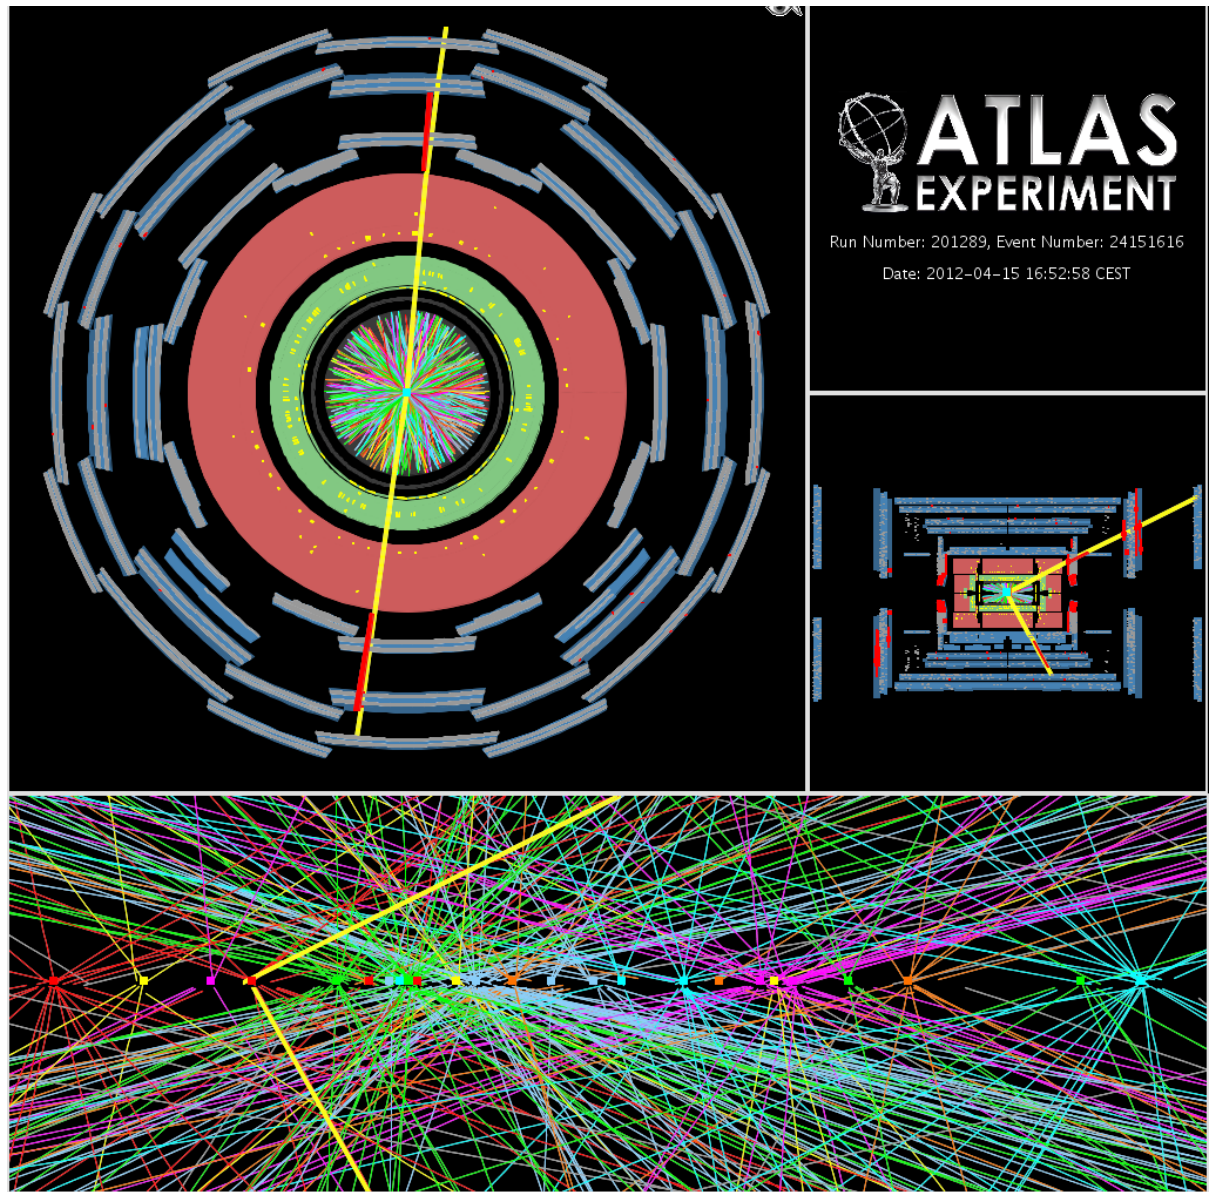 ATLAS
EXPERIMENT
Run Number: 201289, Event Number: 24151616
Date: 2012-04-15 16:52:58 CEST